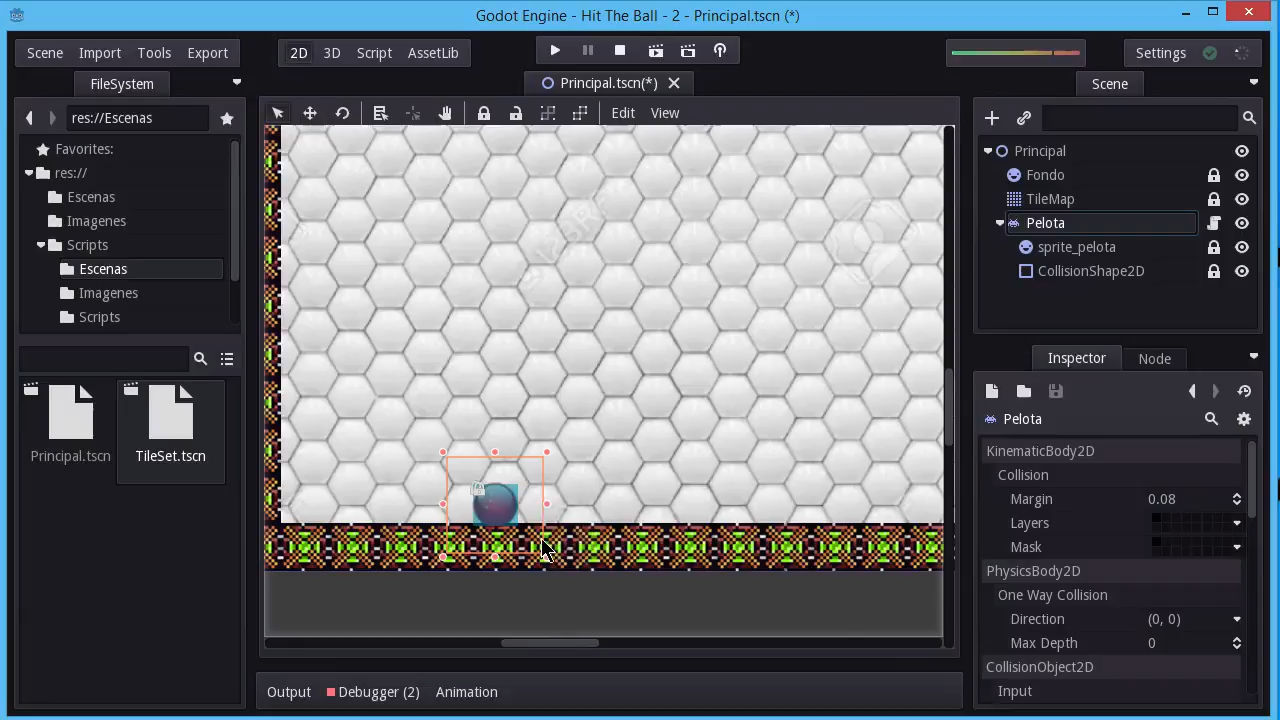 Godot Engine - Hit The Ball - 2 - Principal.tscn (*)
Scene Import Tools Export
2D 3D Script AssetLib
Settings
FileSystem
Principal.tscn(*)
Scene
res://Escenas
Edit View
Favorites:
res://
Escenas
Imagenes
Scripts
Escenas
Imagenes
Scripts
Principal.tscn
TileSet.tscn
Principal
Fondo
TileMap
Pelota
sprite_pelota
CollisionShape2D
Inspector Node
Pelota
KinematicBody2D
Collision
Margin 0.08
Layers
Mask
PhysicsBody2D
One Way Collision
Direction (0, 0)
Max Depth 0
CollisionObject2D
Input
Output Debugger (2) Animation